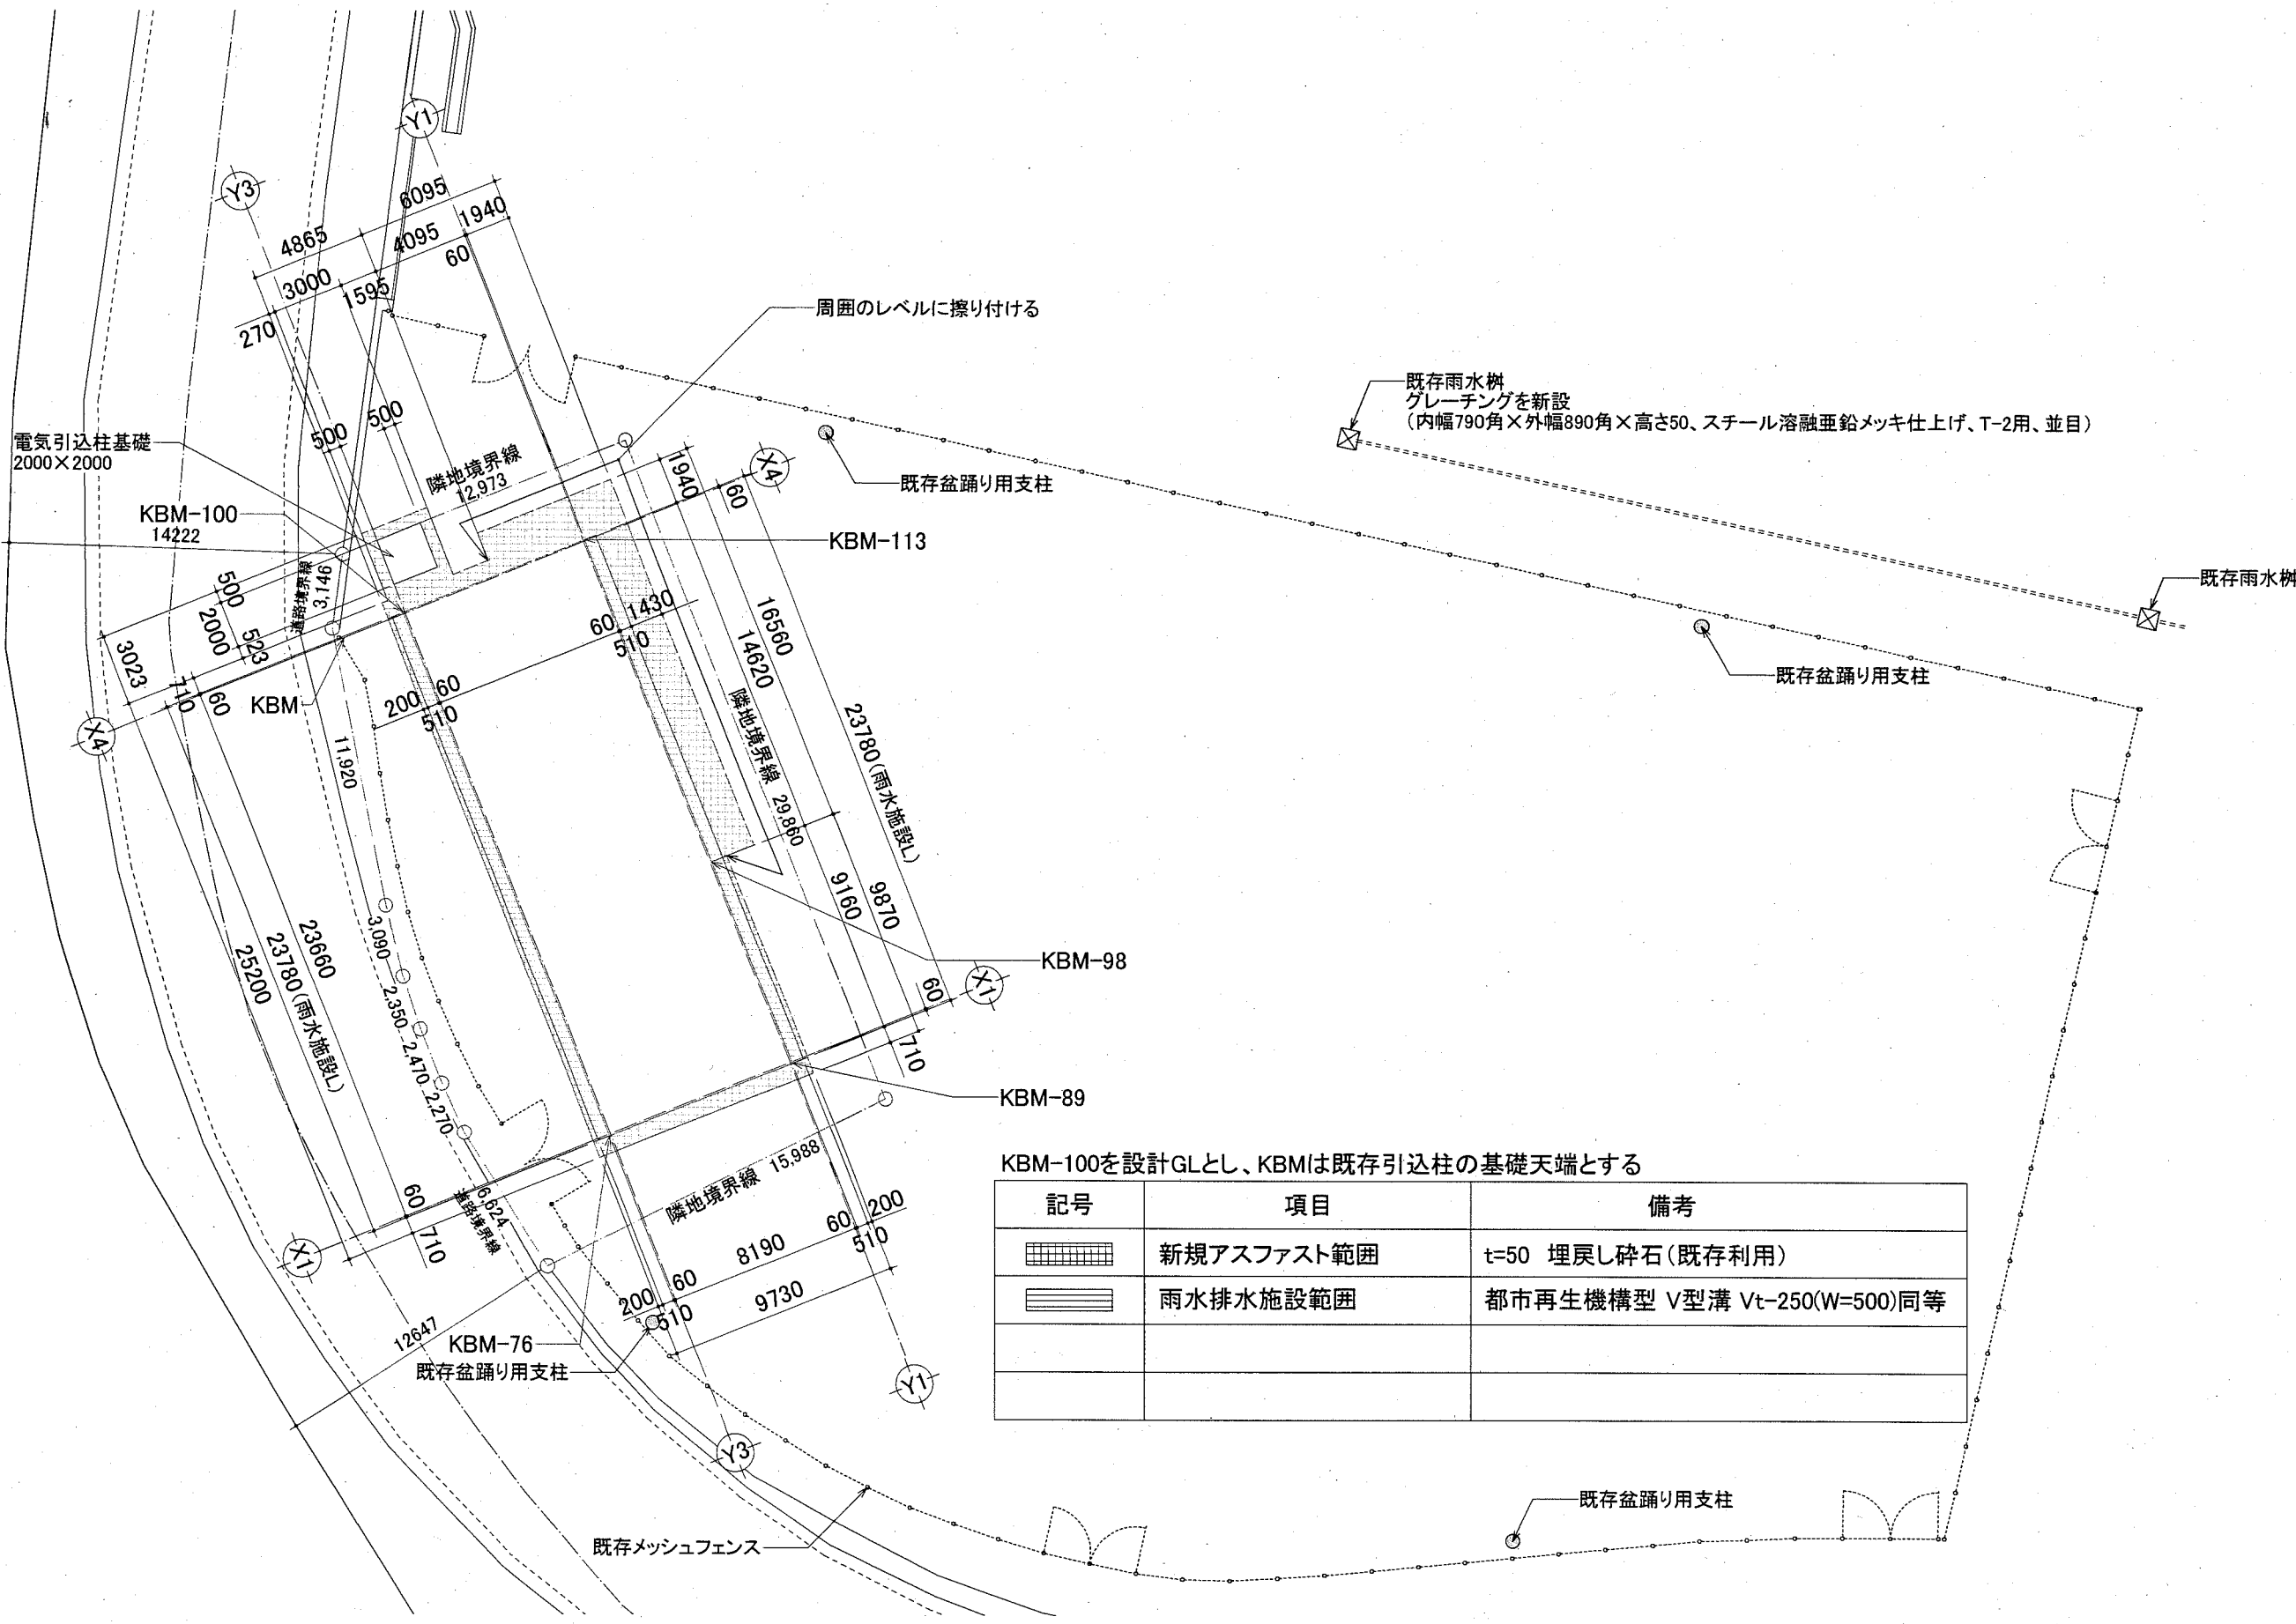 Y1
Y3
6095
4865
4095
1940
60
3000
1595
270
周囲のレベルに擦り付ける
既存雨水桝
グレーチングを新設
（内幅790角×外幅890角×高さ50、スチール溶融亜鉛メッキ仕上げ、T-2用、並目）
500
500
電気引込柱基礎
2000×2000
隣地境界線
12,973
1940
60
X4
既存盆踊り用支柱
KBM-100
14222
KBM-113
既存雨水桝
道路境界線
3,146
500
2000
523
3023
710
60
KBM
X4
200
60
510
60
1430
510
16560
14620
隣地境界線 29,860
23780(雨水施設L)
既存盆踊り用支柱
11,920
3,090
2,350
2,470
2,270
6,624
道路境界線
23660
23780(雨水施設L)
25200
9160
9870
60
710
KBM-98
X1
KBM-89
60
710
X1
隣地境界線 15,988
8190
60
200
510
200
60
510
9730
12647
KBM-76
既存盆踊り用支柱
Y1
Y3
KBM-100を設計GLとし、KBMは既存引込柱の基礎天端とする
記号 項目 備考
新規アスファスト範囲 t=50 埋戻し砕石（既存利用）
雨水排水施設範囲 都市再生機構型 V型溝 Vt-250(W=500)同等
既存メッシュフェンス
既存盆踊り用支柱